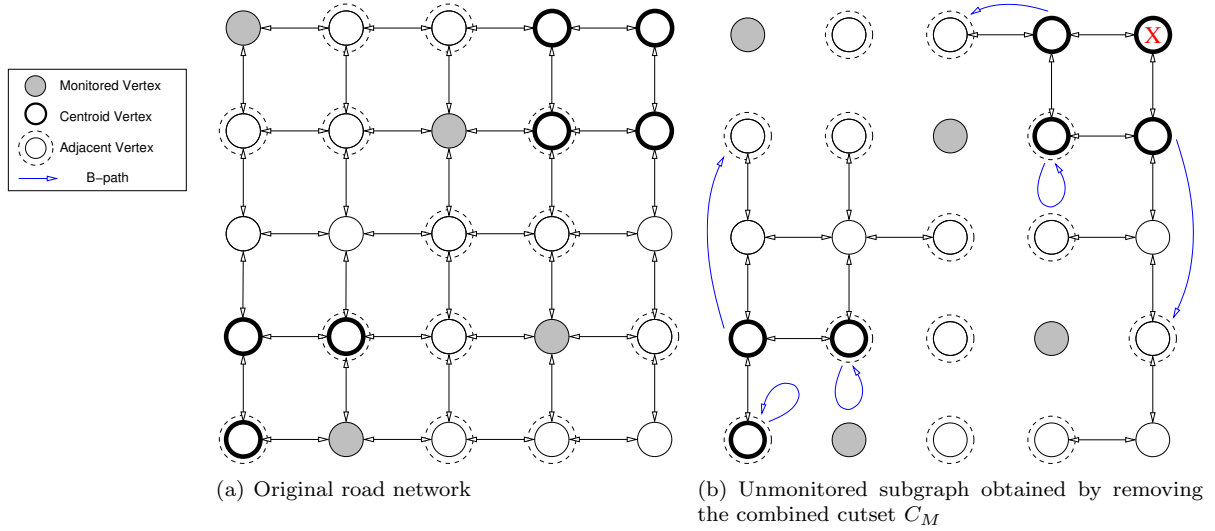 X
Monitored Vertex
Centroid Vertex
Adjacent Vertex
B−path
(a) Original road network
(b) Unmonitored subgraph obtained by removing
the combined cutset C_M